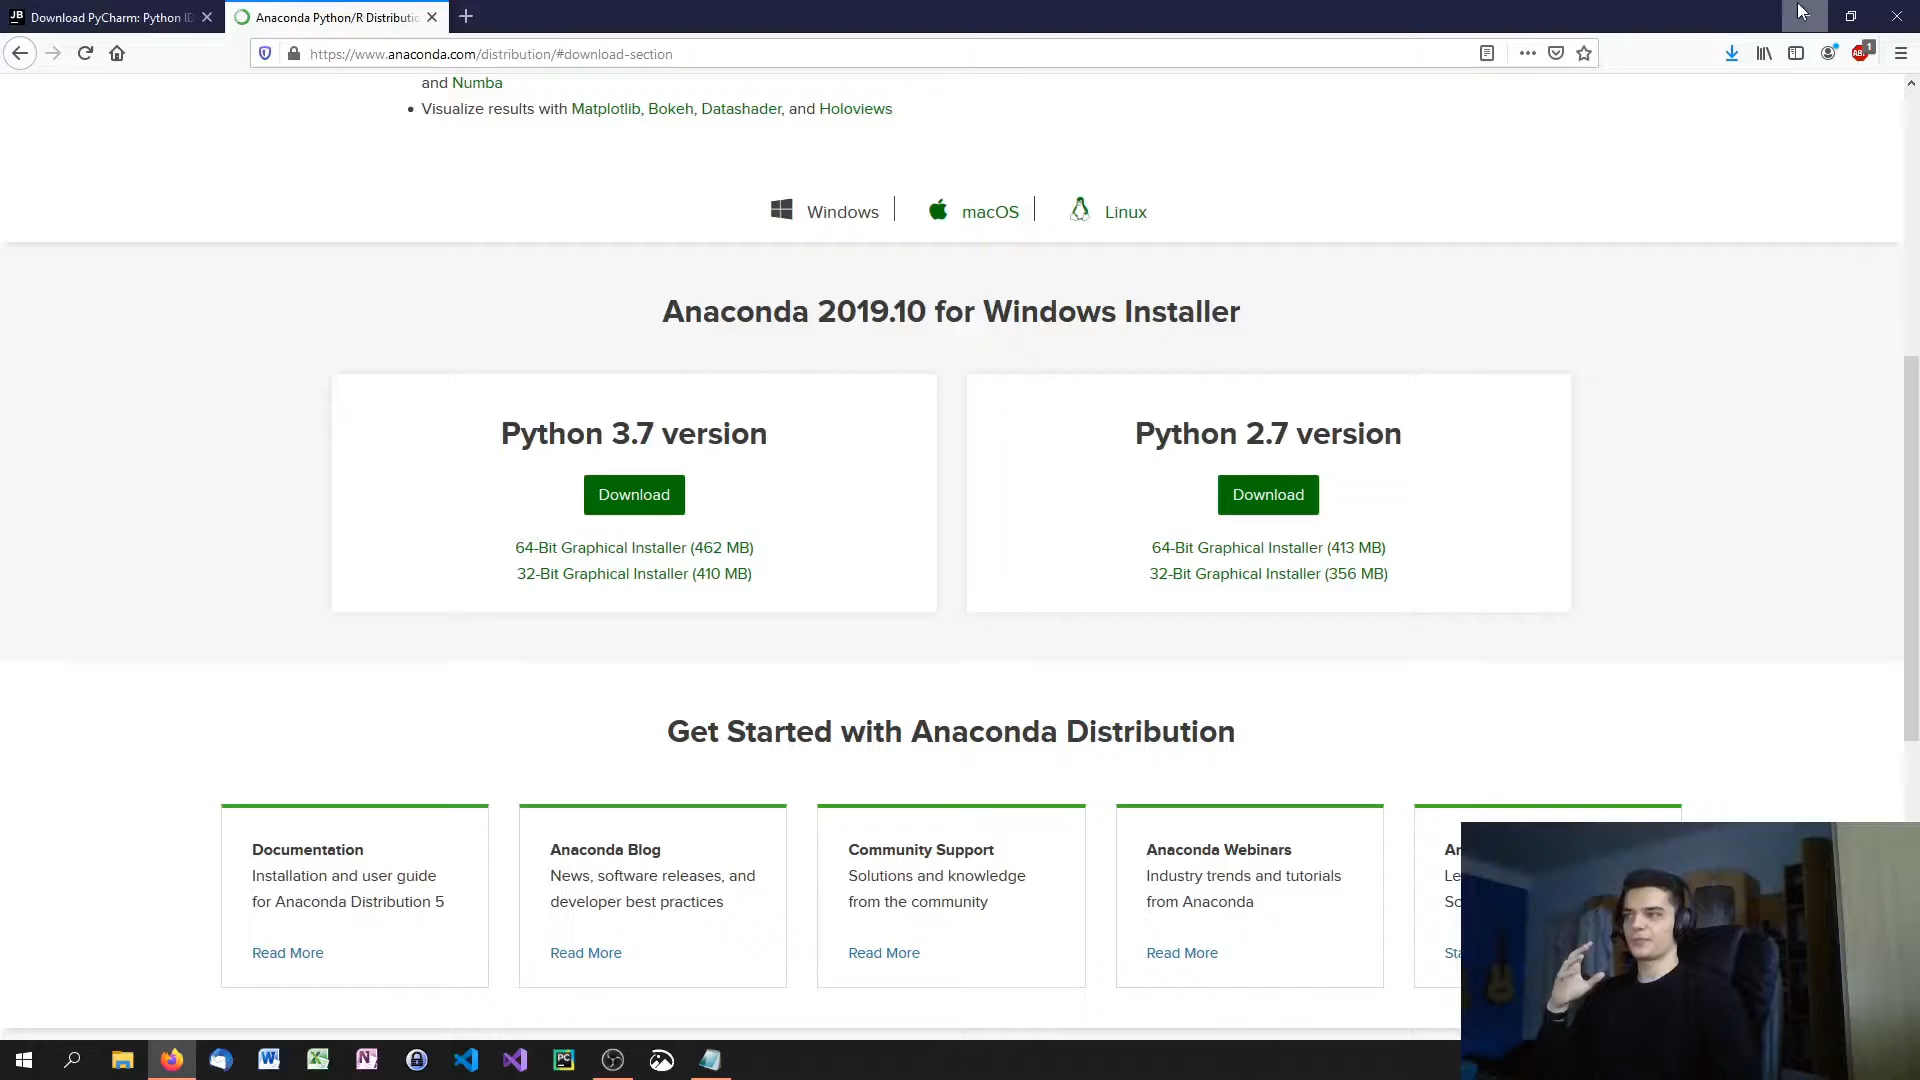 JB Download PyCharm: Python I
Anaconda Python/R Distributi
https://www.anaconda.com/distribution/#download-section
ABP 1
and Numba
Visualize results with Matplotlib, Bokeh, Datashader, and Holoviews
Windows
macOS
Linux
Anaconda 2019.10 for Windows Installer
Python 3.7 version
Download
64-Bit Graphical Installer (462 MB)
32-Bit Graphical Installer (410 MB)
Python 2.7 version
Download
64-Bit Graphical Installer (413 MB)
32-Bit Graphical Installer (356 MB)
Get Started with Anaconda Distribution
Documentation
Installation and user guide
for Anaconda Distribution 5
Read More
Anaconda Blog
News, software releases, and
developer best practices
Read More
Community Support
Solutions and knowledge
from the community
Read More
Anaconda Webinars
Industry trends and tutorials
from Anaconda
Read More
PC